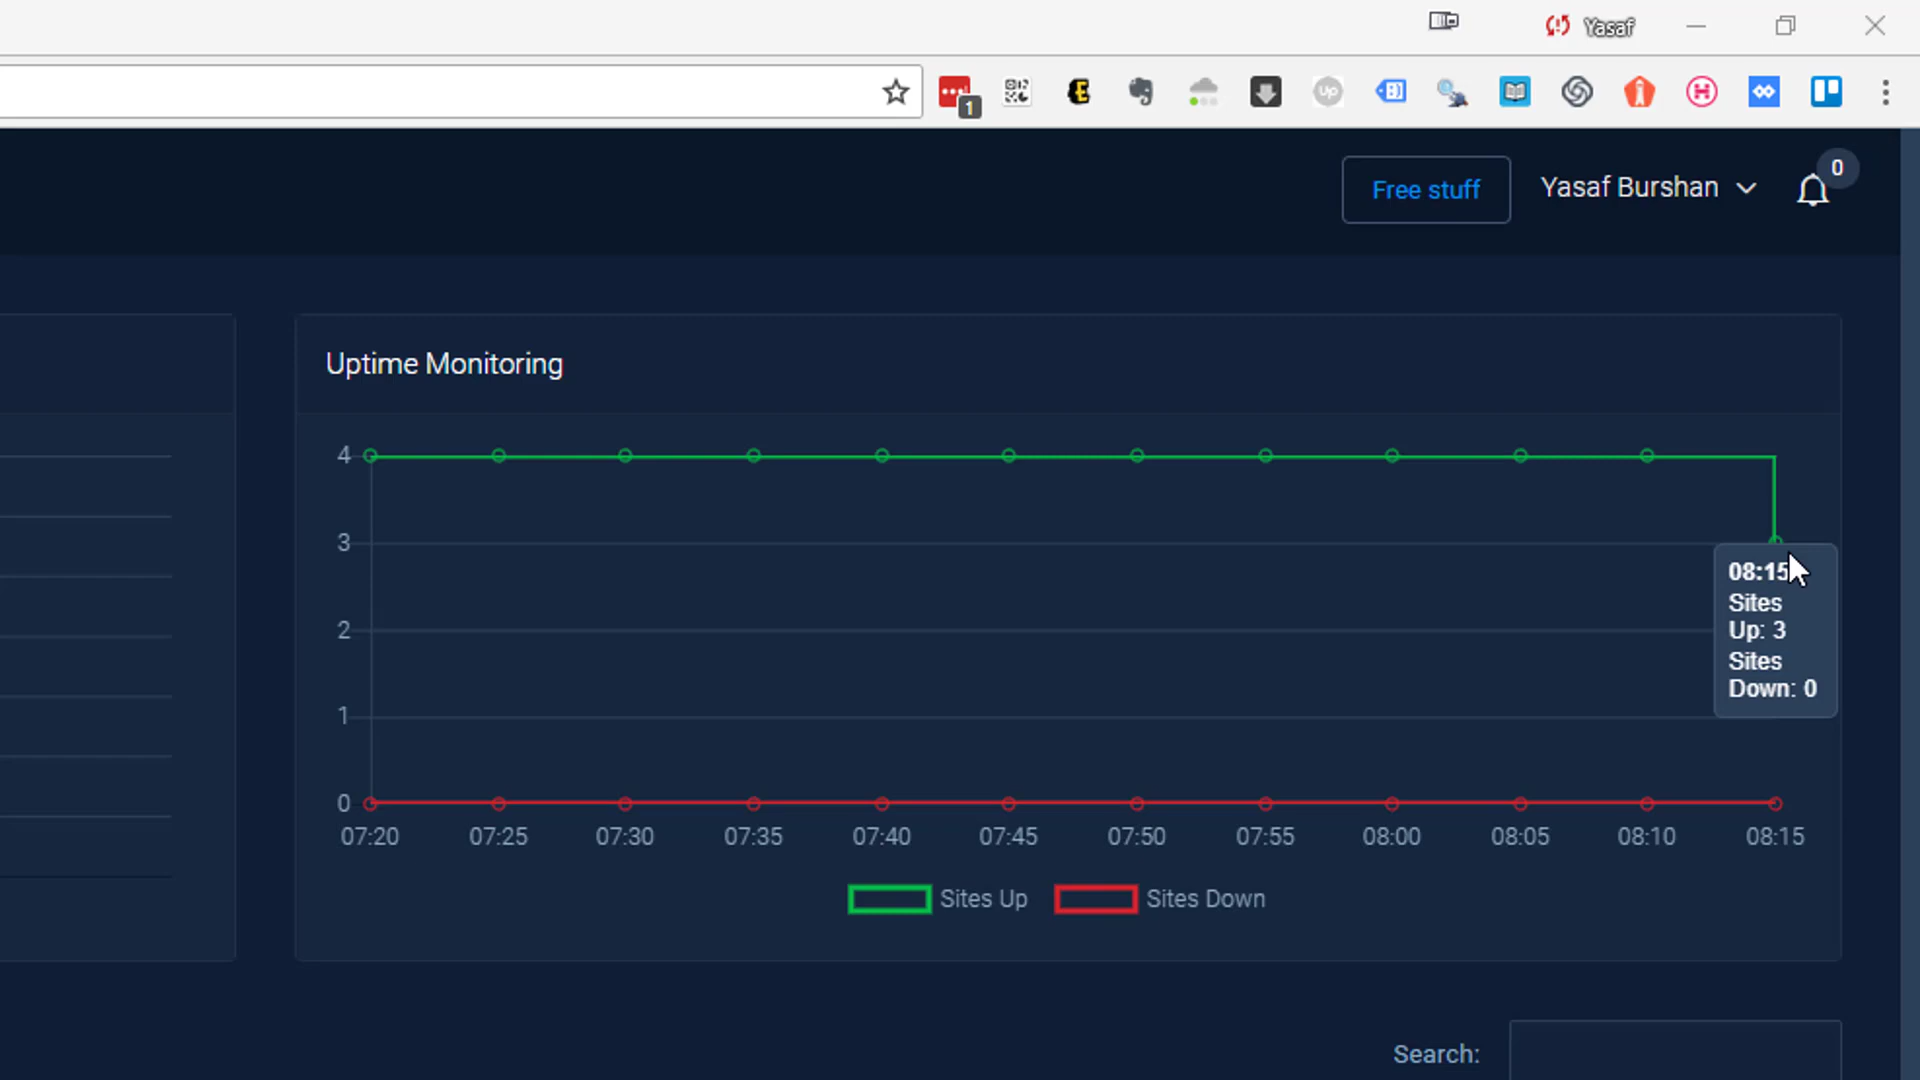 Yasaf
1
UP
Free stuff
Yasaf Burshan
0
Uptime Monitoring
4
3
2
1
0
08:15
Sites
Up: 3
Sites
Down: 0
07:20 07:25 07:30 07:35 07:40 07:45 07:50 07:55 08:00 08:05 08:10 08:15
Sites Up Sites Down
Search: